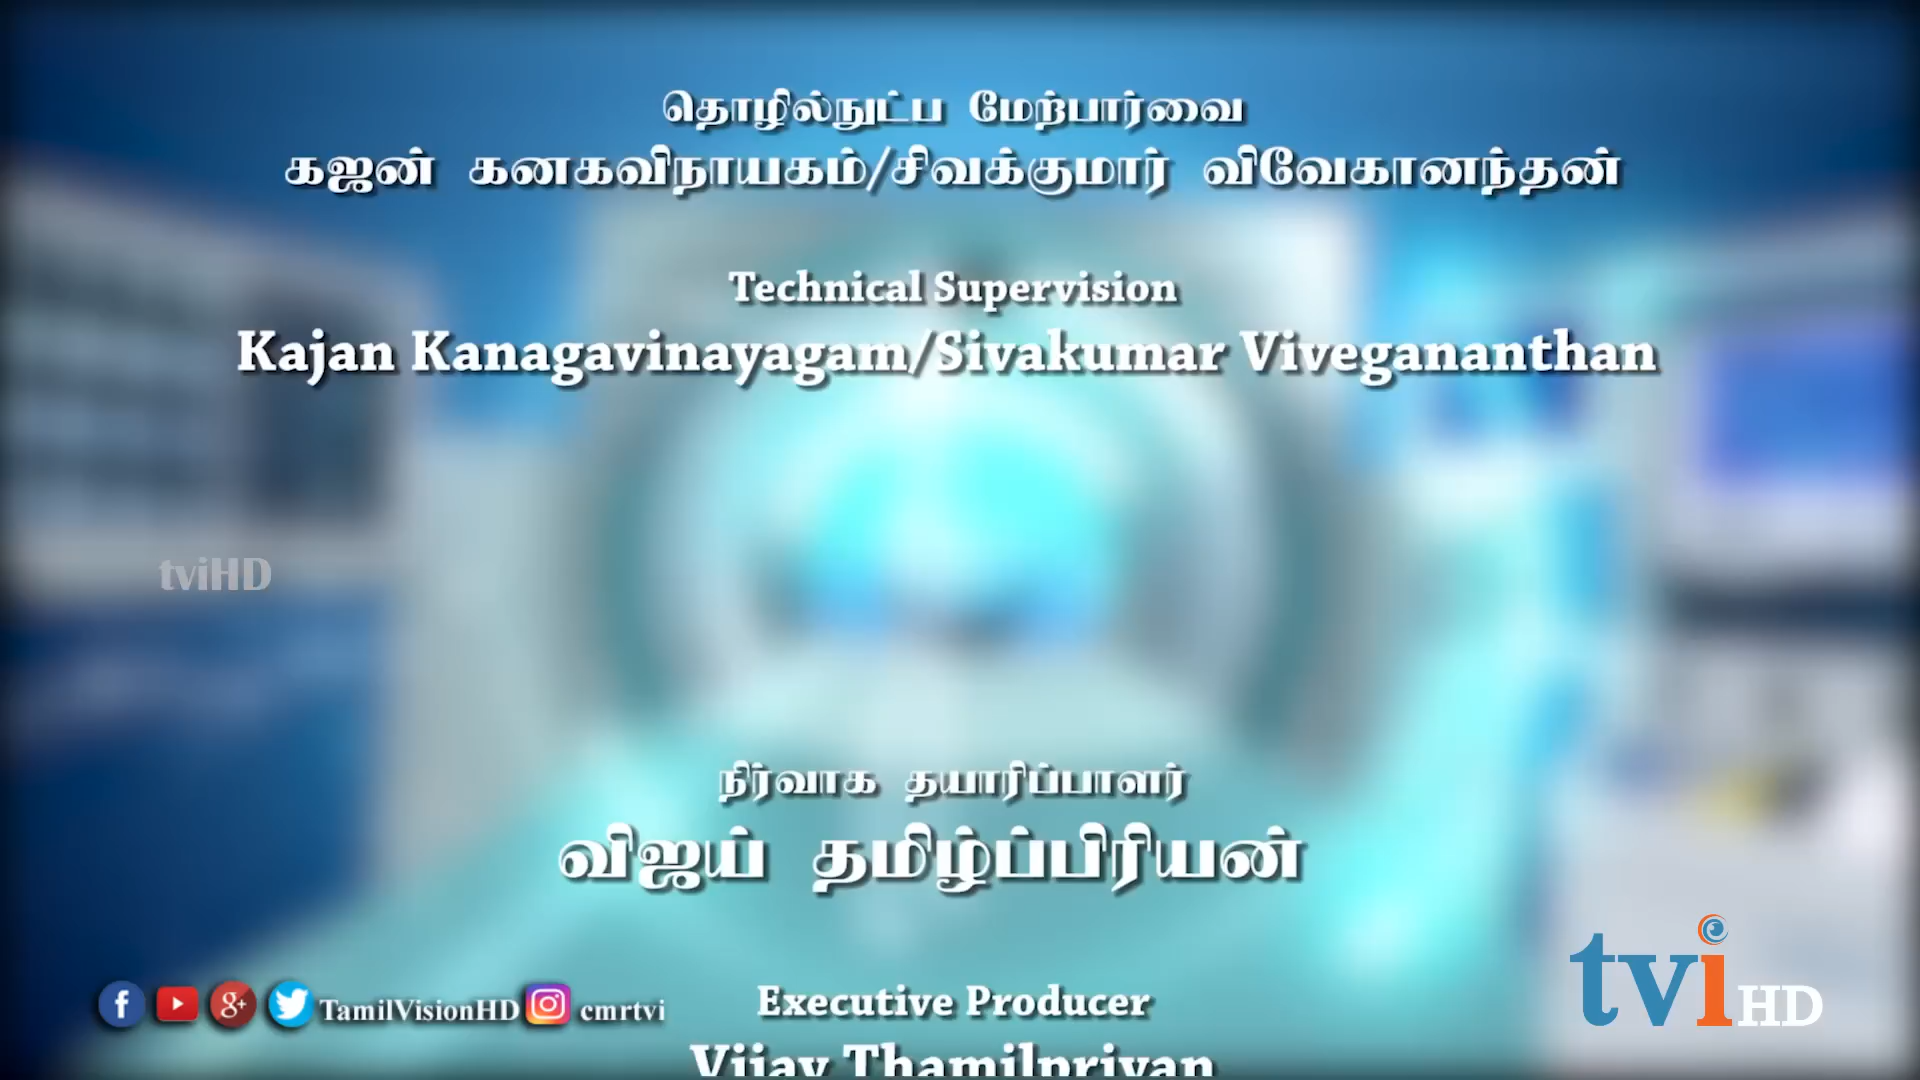 தொழில்நுட்ப மேற்பார்வை
கஜன் கனகவிநாயகம்/சிவக்குமார் விவேகானந்தன்
Technical Supervision
Kajan Kanagavinayagam/Sivakumar Vivegananthan
tviHD
நிர்வாக தயாரிப்பாளர்
விஜய் தமிழ்ப்பிரியன்
Executive Producer
Vijay Thamilpriyan
TamilVisionHD cmrtvi
tvi HD